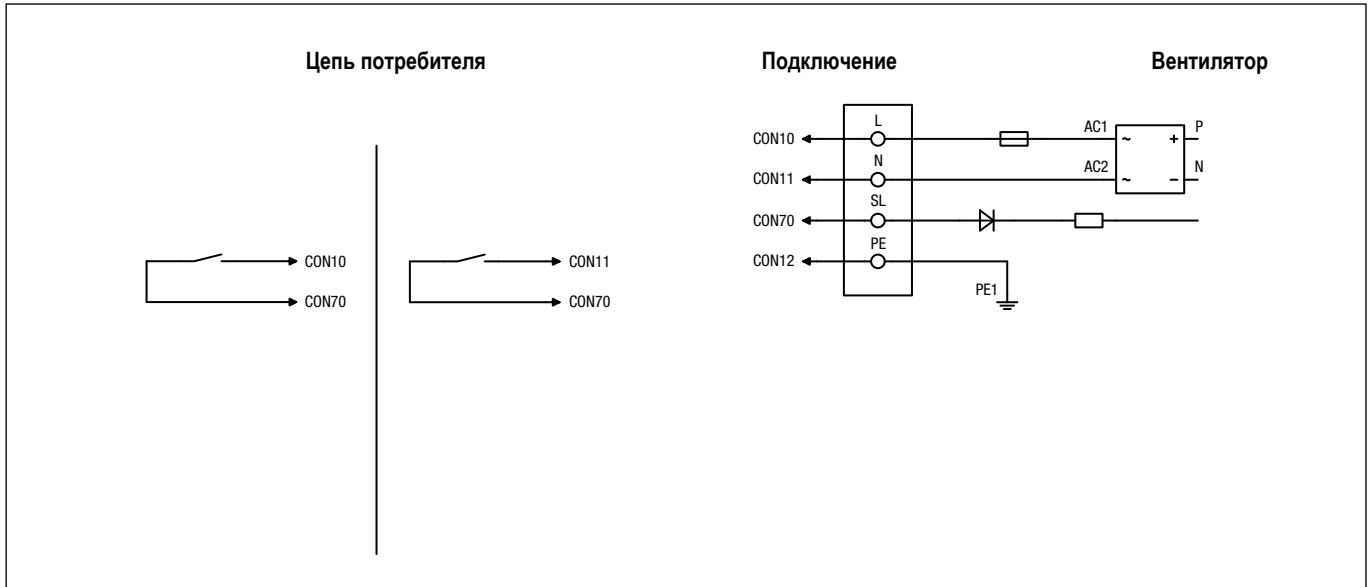 Цепь потребителя
Подключение
Вентилятор
CON10
CON70
CON11
CON70
CON10
L
AC1
~
+
P
CON11
N
AC2
~
–
N
CON70
SL
CON12
PE
PE1